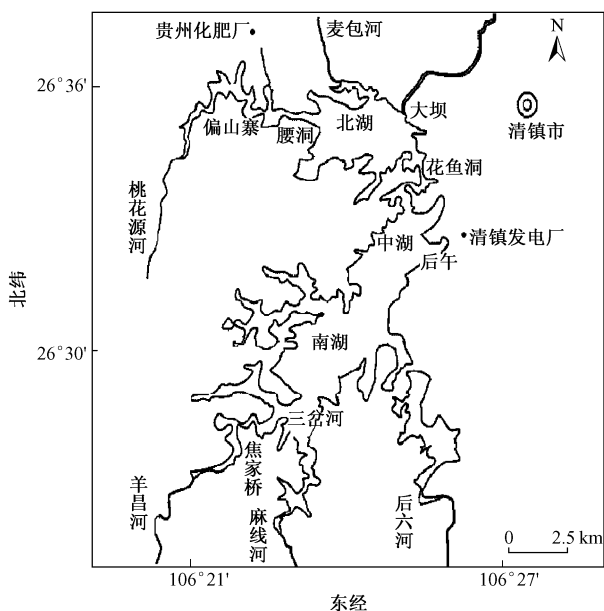 贵州化肥厂
麦包河
N
26°36'
大坝
清镇市
偏山寨
腰洞
北湖
花鱼洞
桃花源河
中湖
清镇发电厂
后午
北纬
26°30'
南湖
三岔河
焦家桥
羊昌河
麻线河
后六河
0 2.5 km
106°21'
106°27'
东经